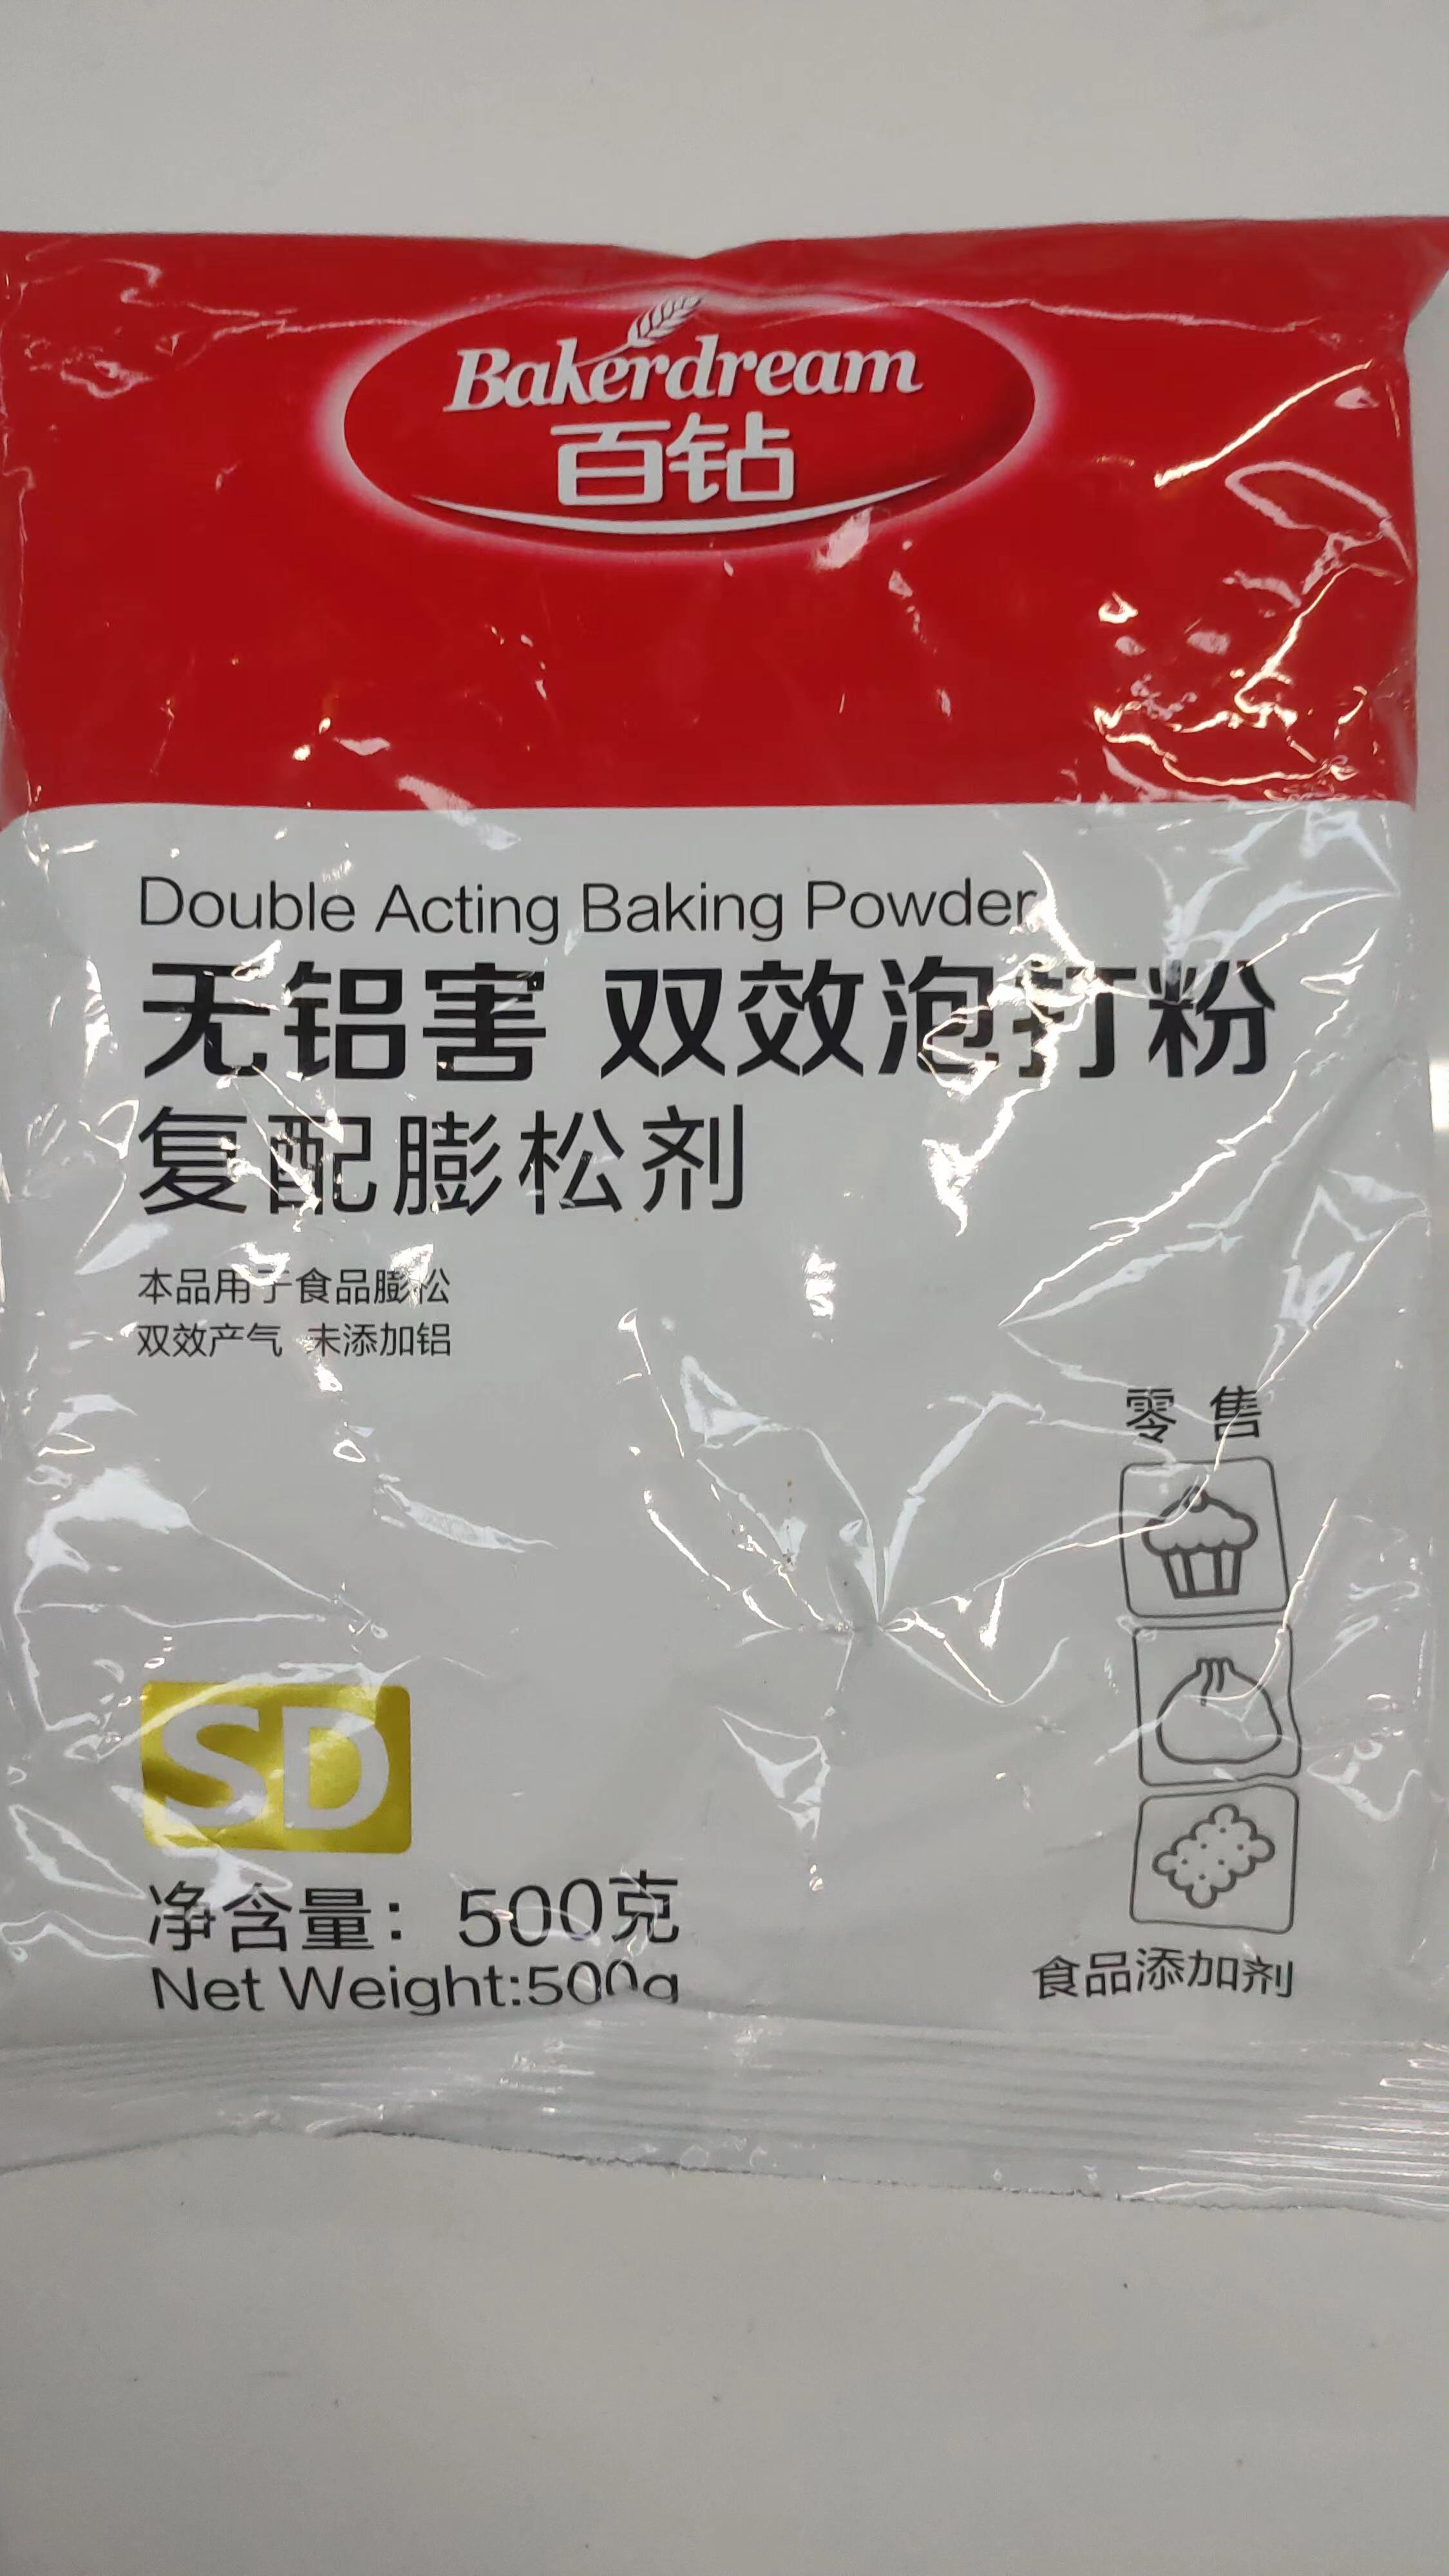 Bakerdream
百钻
Double Acting Baking Powder
无铝害 双效泡打粉
复配膨松剂
本品用于食品膨松
双效产气 未添加铝
零售
SD
净含量：500克
Net Weight:500g
食品添加剂